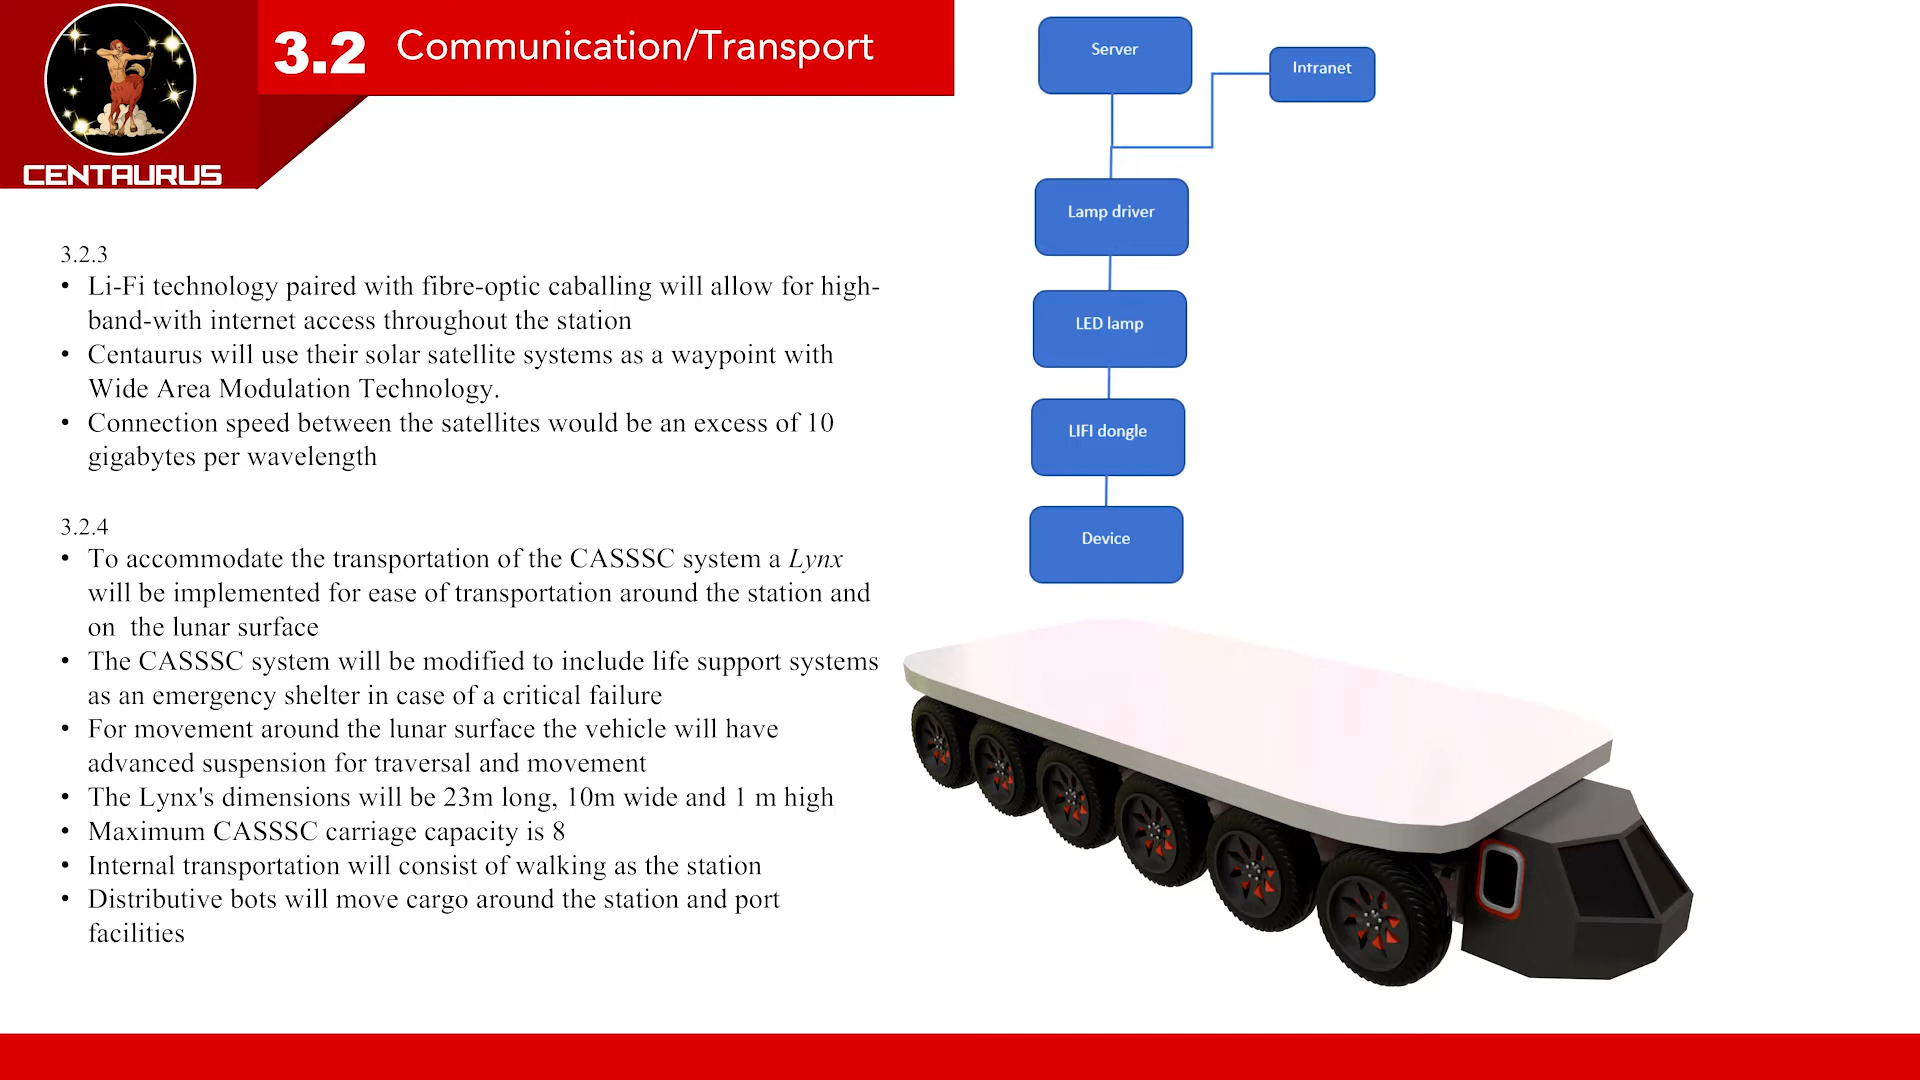 3.2 Communication/Transport
CENTAURUS
3.2.3
• Li-Fi technology paired with fibre-optic caballing will allow for high-
band-with internet access throughout the station
• Centaurus will use their solar satellite systems as a waypoint with
Wide Area Modulation Technology.
• Connection speed between the satellites would be an excess of 10
gigabytes per wavelength
3.2.4
• To accommodate the transportation of the CASSSC system a Lynx
will be implemented for ease of transportation around the station and
on the lunar surface
• The CASSSC system will be modified to include life support systems
as an emergency shelter in case of a critical failure
• For movement around the lunar surface the vehicle will have
advanced suspension for traversal and movement
• The Lynx's dimensions will be 23m long, 10m wide and 1 m high
• Maximum CASSSC carriage capacity is 8
• Internal transportation will consist of walking as the station
• Distributive bots will move cargo around the station and port
facilities
Server
Intranet
Lamp driver
LED lamp
LIFI dongle
Device